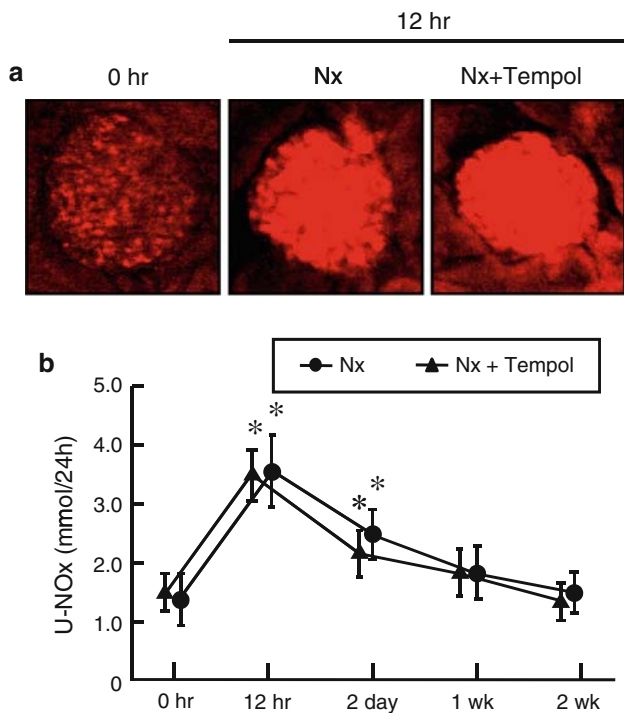 12 hr
a
0 hr
Nx
Nx+Tempol
b
Nx
Nx + Tempol
U-NOx (mmol/24h)
5.0
4.0
3.0
2.0
1.0
0
* *
* *
0 hr
12 hr
2 day
1 wk
2 wk